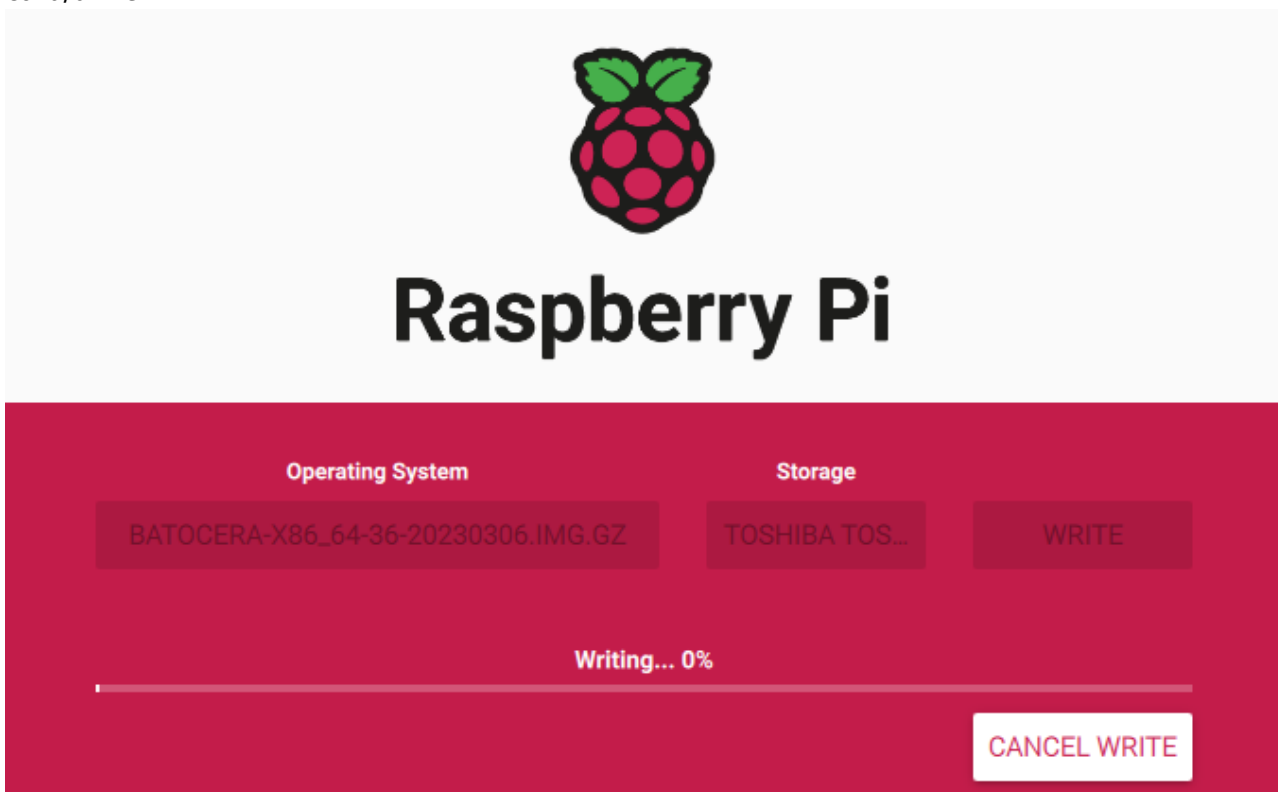 Raspberry Pi
Operating System
Storage
BATOCERA-X86_64-36-20230306.IMG.GZ
TOSHIBA TOS...
WRITE
Writing... 0%
CANCEL WRITE